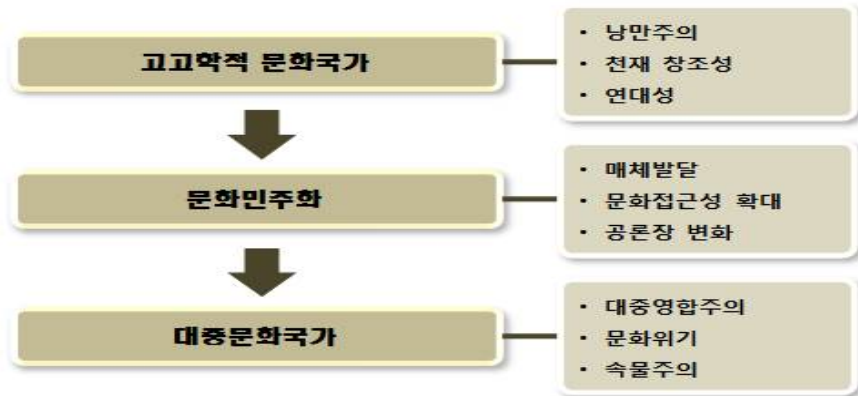 고고학적 문화국가
• 낭만주의
• 천재 창조성
• 연대성
문화민주화
• 매체발달
• 문화접근성 확대
• 공론장 변화
대중문화국가
• 대중영합주의
• 문화위기
• 속물주의